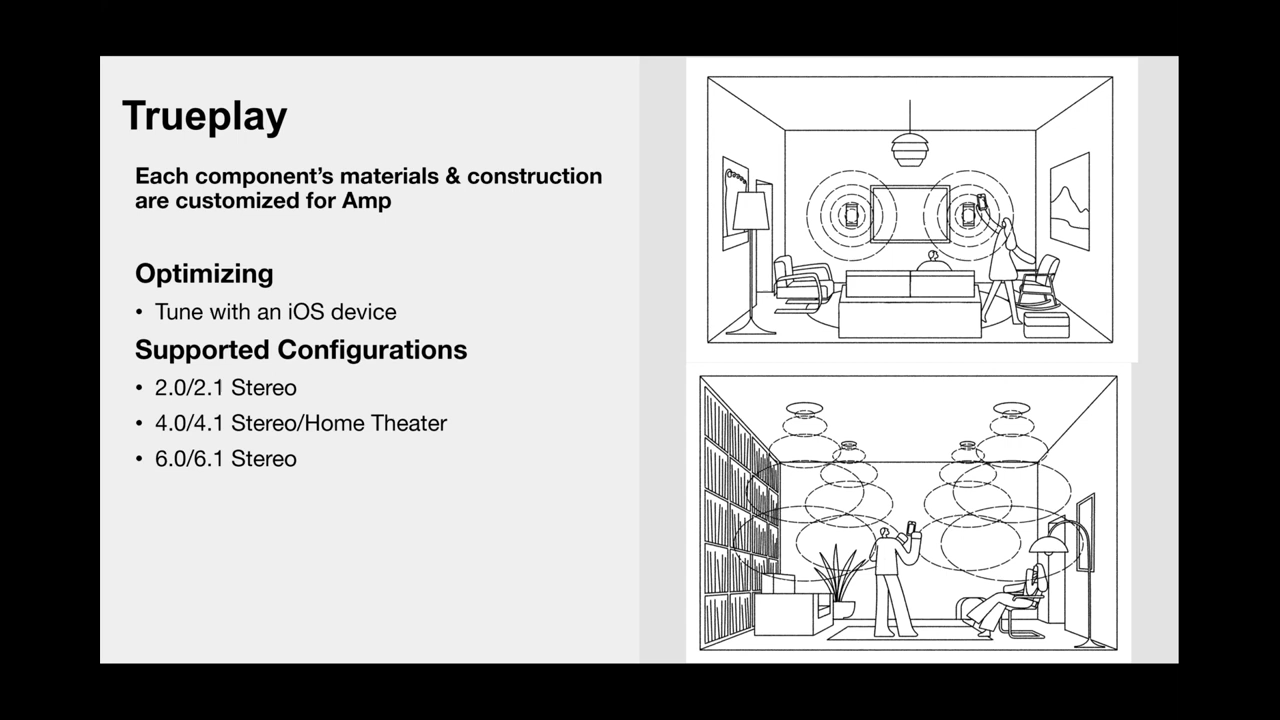 Trueplay
Each component's materials & construction
are customized for Amp
Optimizing
• Tune with an iOS device
Supported Configurations
• 2.0/2.1 Stereo
• 4.0/4.1 Stereo/Home Theater
• 6.0/6.1 Stereo